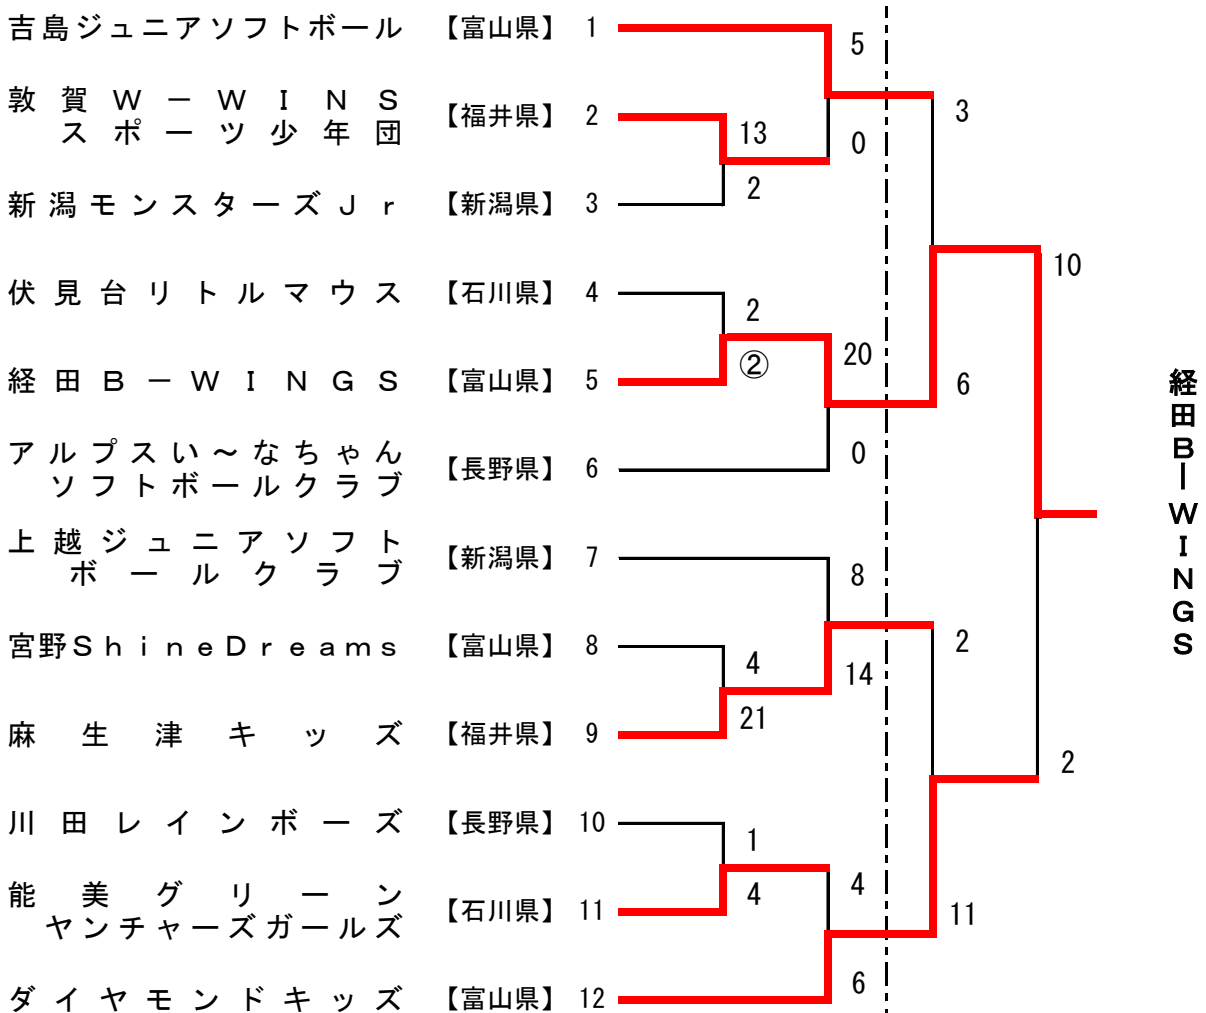 吉島ジュニアソフトボール 【富山県】 1
5
敦賀W－WINS
スポーツ少年団 【福井県】 2
3
13
0
2
新潟モンスターズJr 【新潟県】 3
10
伏見台リトルマウス 【石川県】 4
2
20
②
経田B－WINGS 【富山県】 5
6
アルプスい～なちゃん
ソフトボールクラブ 【長野県】 6
0
経田B－WINGS
上越ジュニアソフト
ボールクラブ 【新潟県】 7
8
宮野ShineDreams 【富山県】 8
2
4
14
21
麻生津キッズ 【福井県】 9
2
川田レインボーズ 【長野県】 10
1
4
4
能美グリーン
ヤンチャーズガールズ 【石川県】 11
11
6
ダイヤモンドキッズ 【富山県】 12